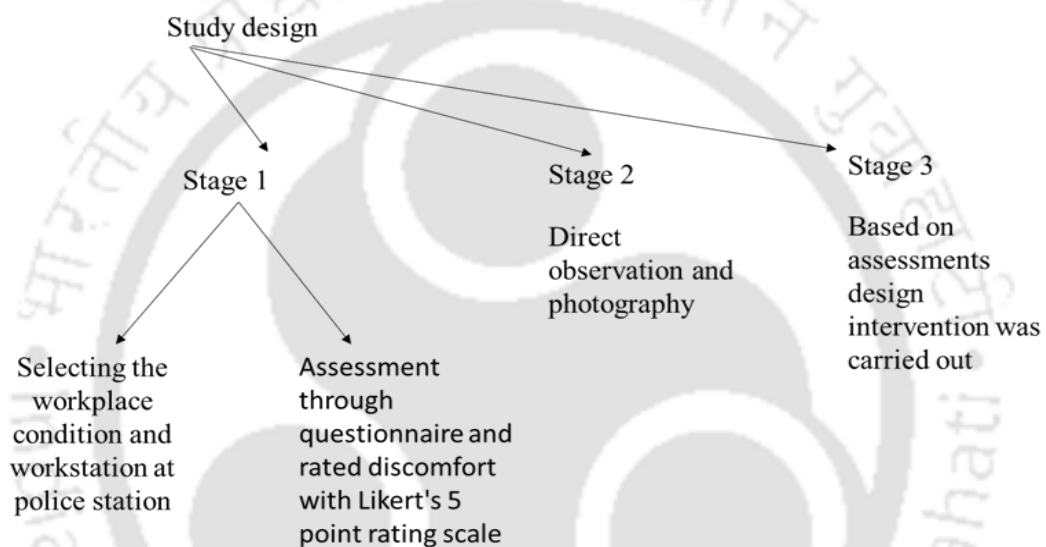 Study design
Stage 1
Stage 2
Stage 3
Direct
observation and
photography
Based on
assessments
design
intervention was
carried out
Selecting the
workplace
condition and
workstation at
police station
Assessment
through
questionnaire and
rated discomfort
with Likert's 5
point rating scale
भारतीय
hati